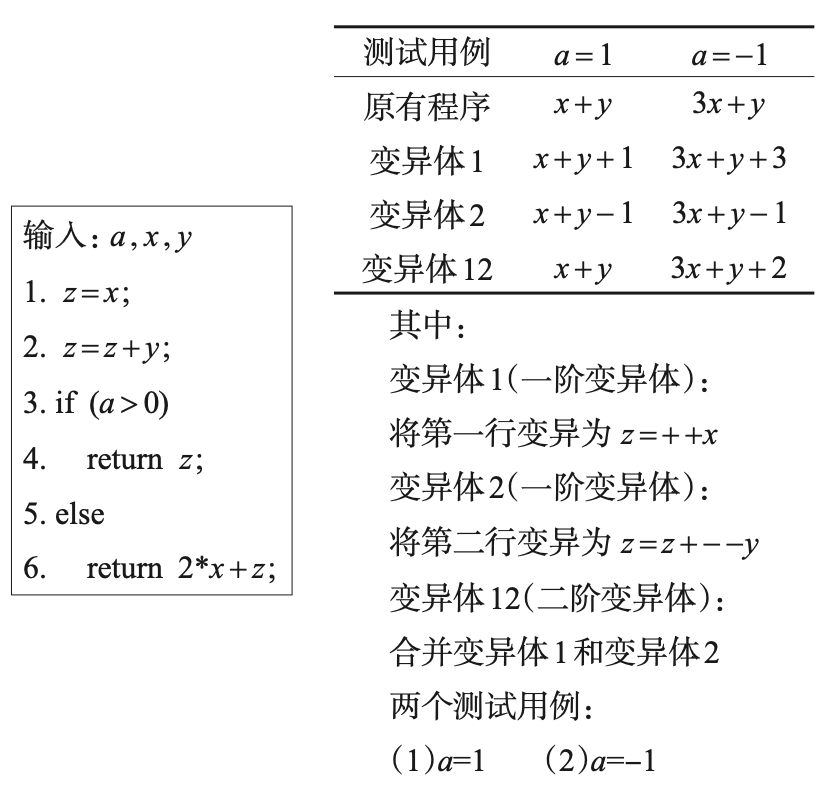 输入: a,x,y
1. z=x;
2. z=z+y;
3. if (a>0)
4. return z;
5. else
6. return 2*x+z;
测试用例 a=1 a=-1
原有程序 x+y 3x+y
变异体1 x+y+1 3x+y+3
变异体2 x+y-1 3x+y-1
变异体12 x+y 3x+y+2
其中:
变异体1(一阶变异体):
将第一行变异为 z=++x
变异体2(一阶变异体):
将第二行变异为 z=z+--y
变异体12(二阶变异体):
合并变异体1和变异体2
两个测试用例:
(1)a=1 (2)a=-1